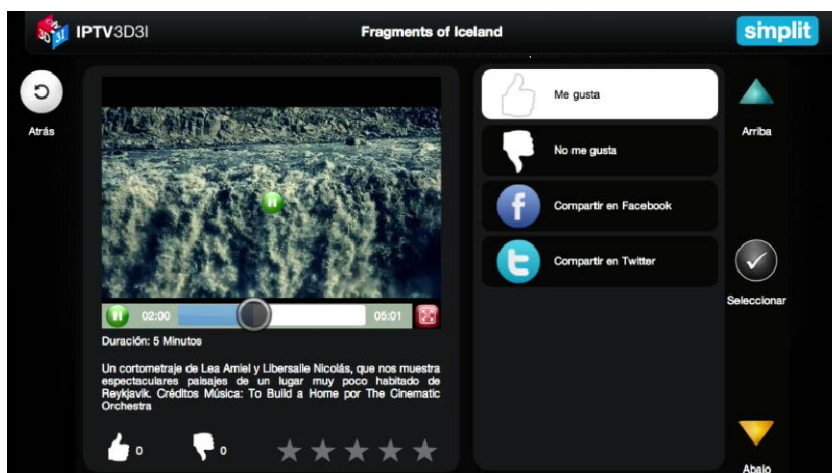 3D 3I IPTV3D3I
Fragments of Iceland
simplit
Atrás
02:00
05:01
Duración: 5 Minutos
Un cortometraje de Lea Amiel y Libersalle Nicolás, que nos muestra
espectaculares paisajes de un lugar muy poco habitado de
Reykjavik. Créditos Música: To Build a Home por The Cinematic
Orchestra
0
0
Me gusta
No me gusta
Compartir en Facebook
Compartir en Twitter
Arriba
Seleccionar
Abajo